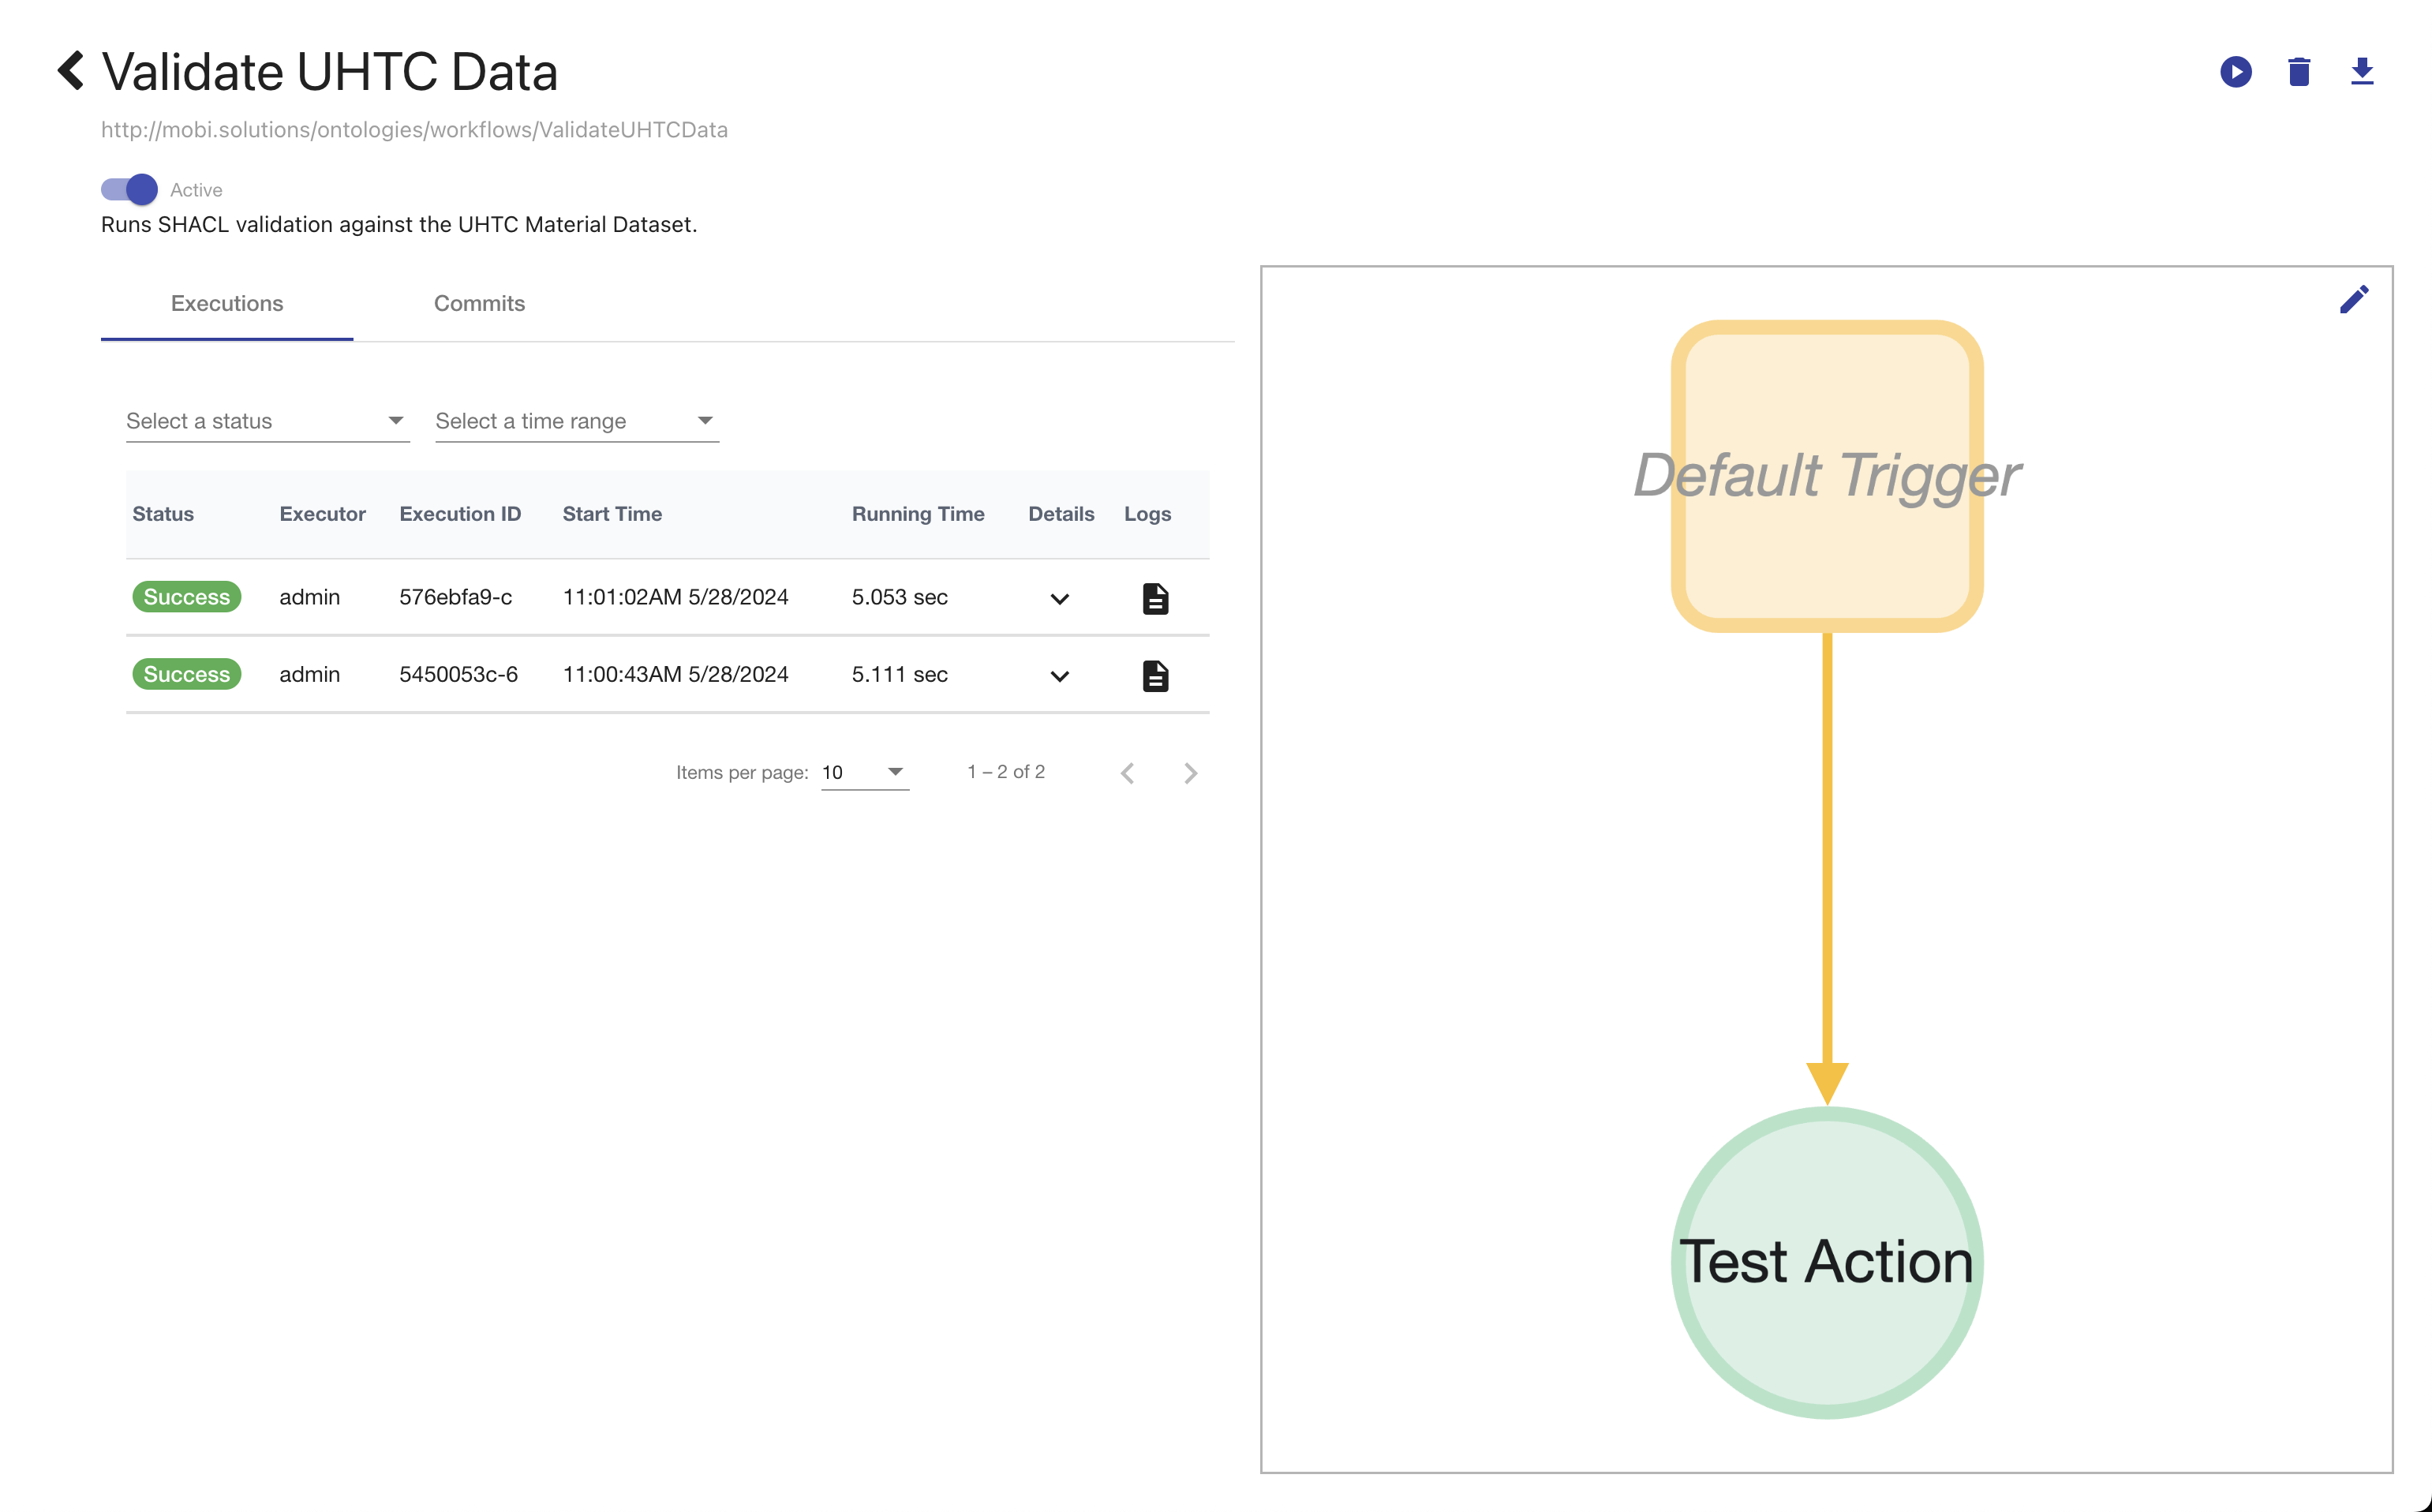 Validate UHTC Data
http://mobi.solutions/ontologies/workflows/ValidateUHTCData
Active
Runs SHACL validation against the UHTC Material Dataset.
Executions Commits
Select a status Select a time range
Status Executor Execution ID Start Time Running Time Details Logs
Success admin 576ebfa9-c 11:01:02AM 5/28/2024 5.053 sec
Success admin 5450053c-6 11:00:43AM 5/28/2024 5.111 sec
Items per page: 10 1 – 2 of 2
Default Trigger
Test Action